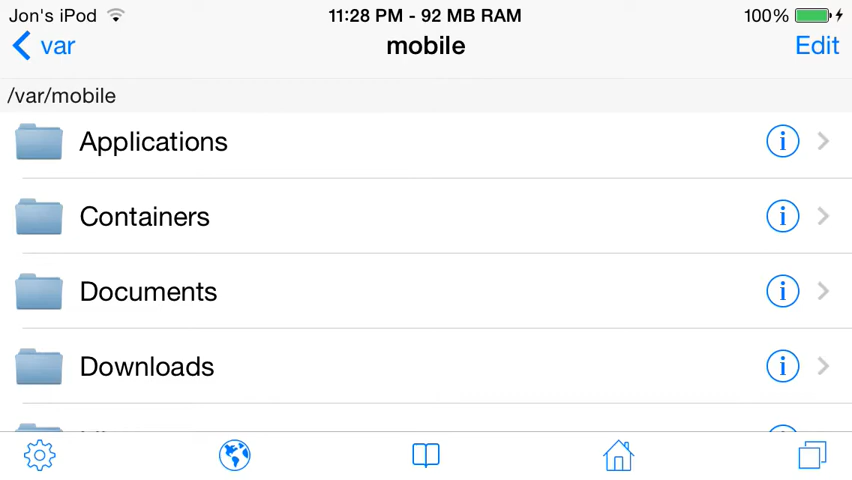 Jon's iPod 11:28 PM - 92 MB RAM 100%
var mobile Edit
/var/mobile
Applications
Containers
Documents
Downloads